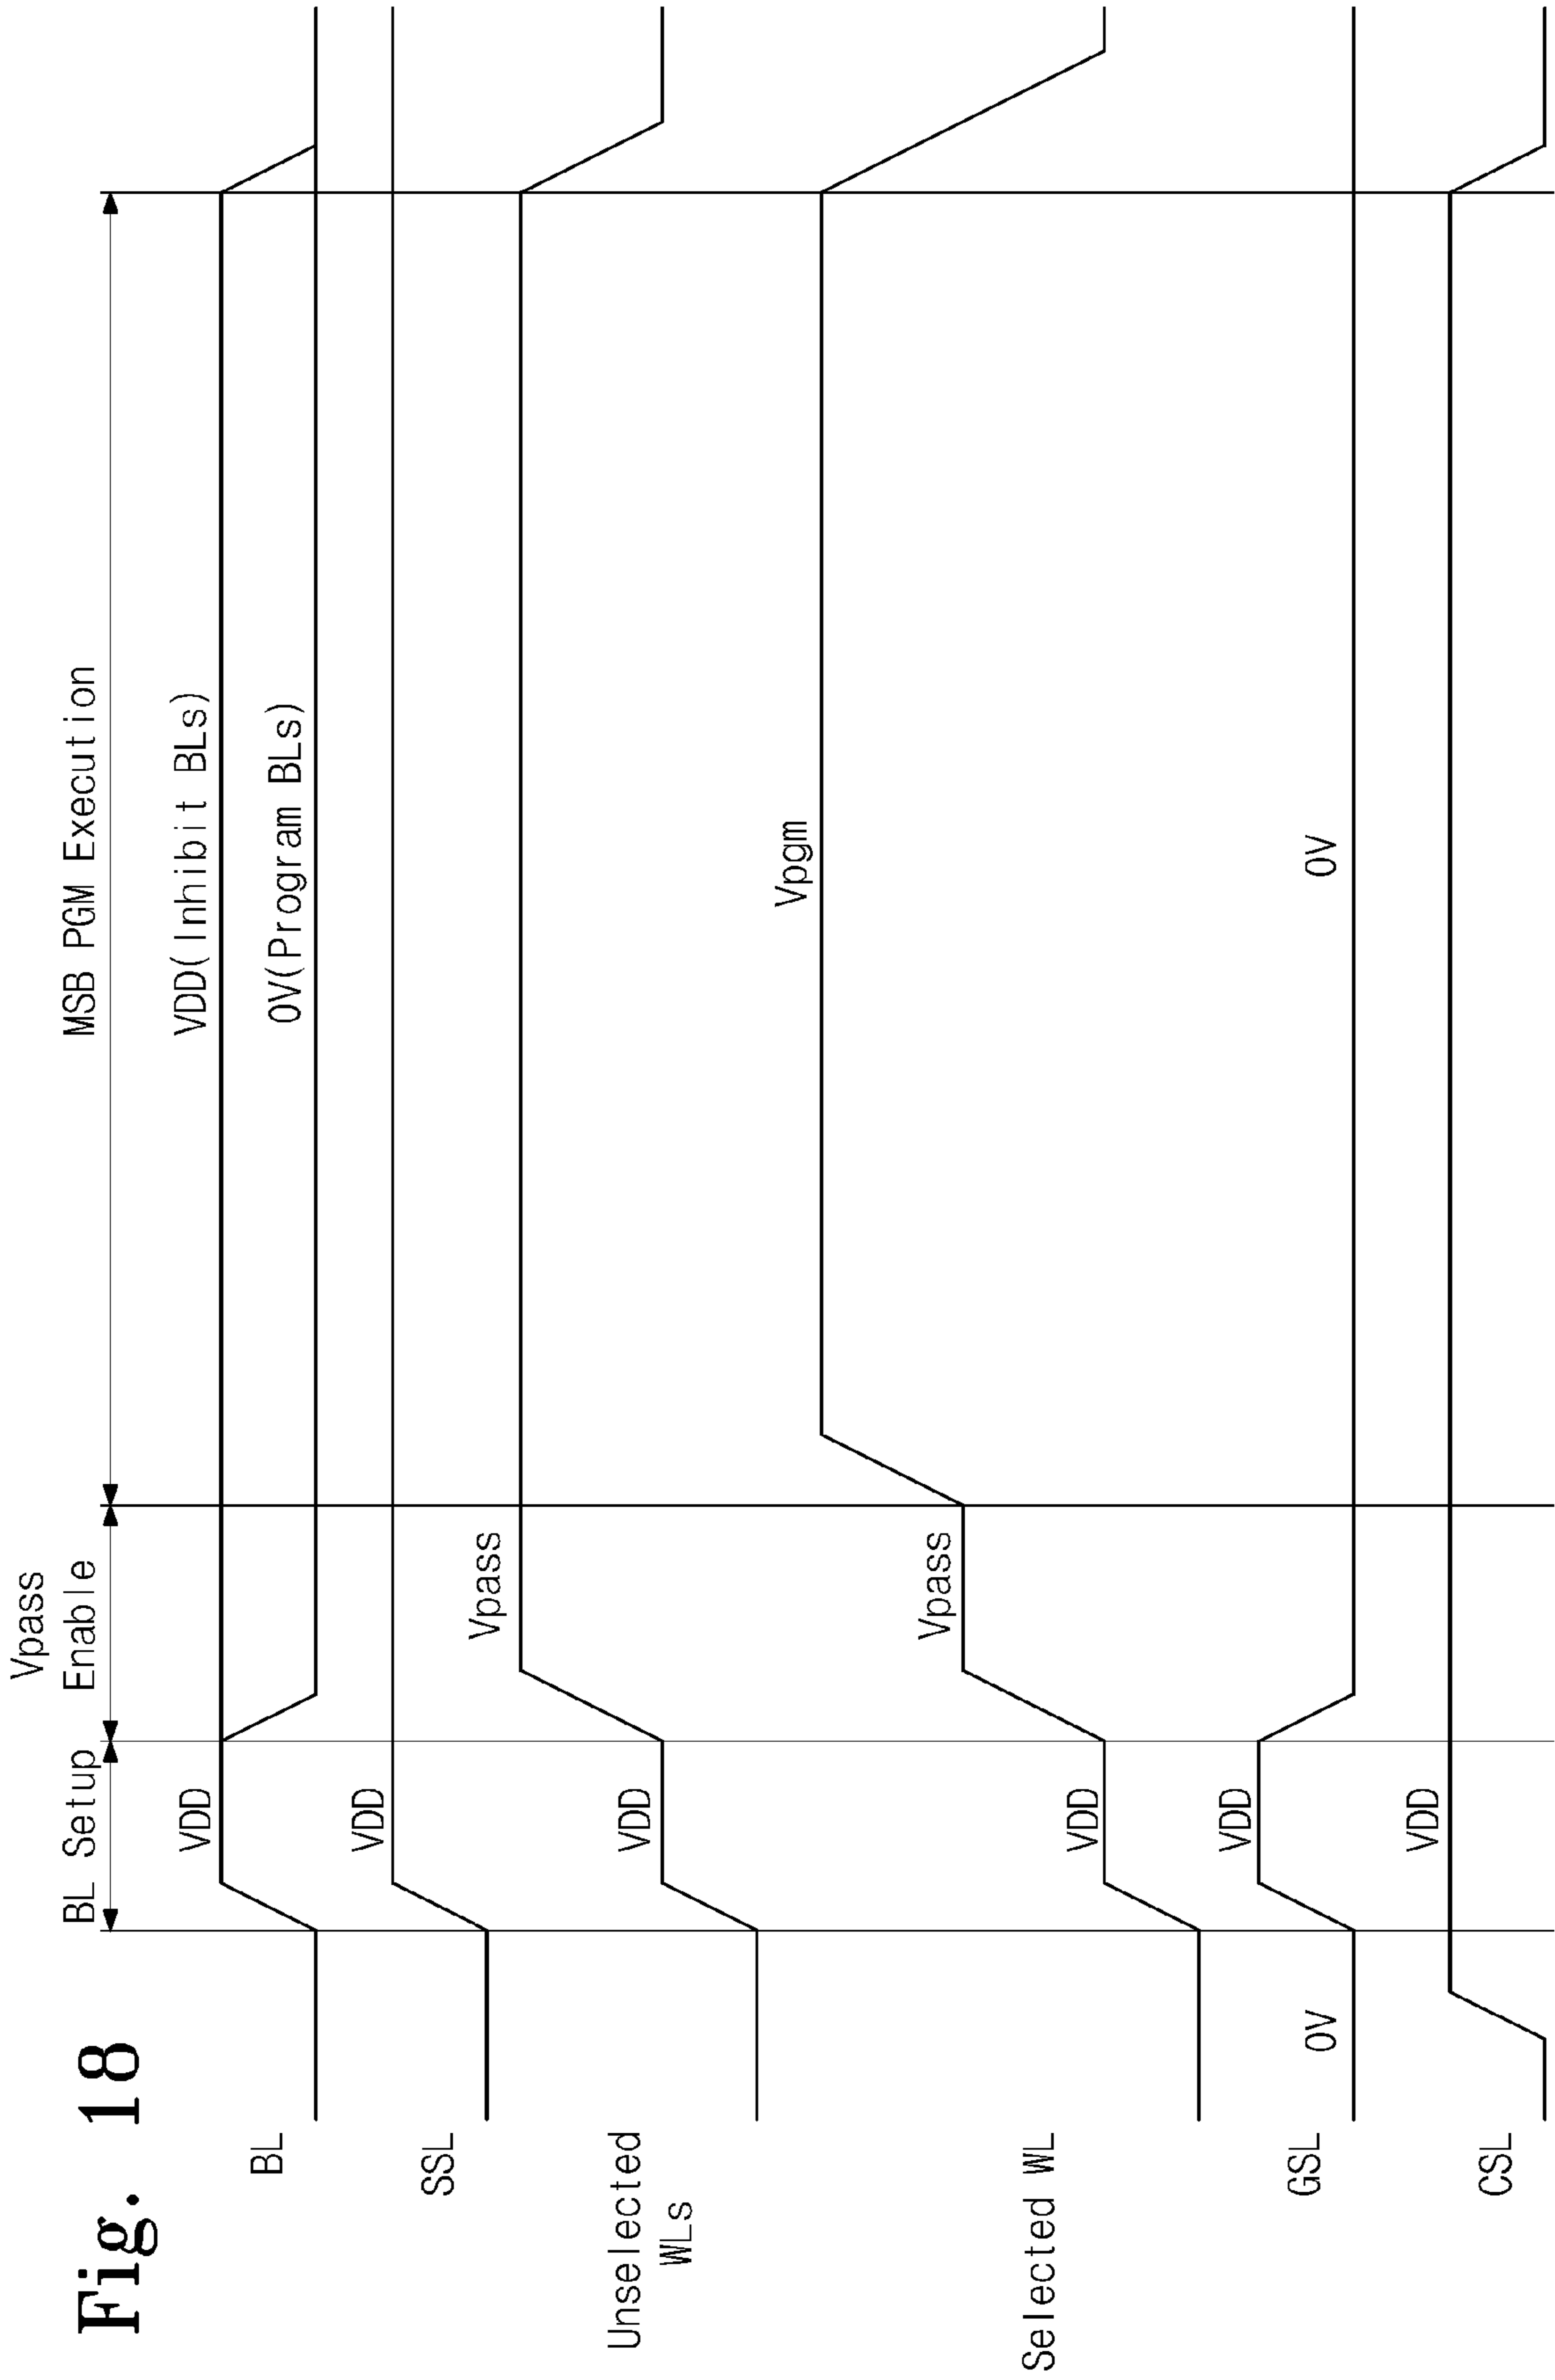 Fig. 18
BL Setup
Vpass
Enable
MSB PGM Execution
BL
VDD
VDD(Inhibit BLs)
0V(Program BLs)
SSL
VDD
Unselected
WLs
VDD
Vpass
Selected WL
VDD
Vpass
Vpgm
GSL
0V
VDD
0V
CSL
VDD